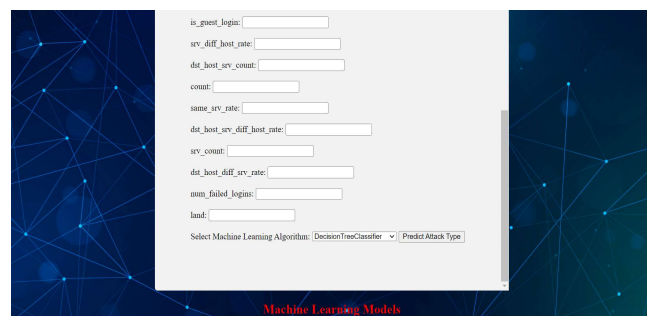 is_guest_login:
srv_diff_host_rate:
dst_host_srv_count:
count:
same_srv_rate:
dst_host_srv_diff_host_rate:
srv_count:
dst_host_diff_srv_rate:
num_failed_logins:
land:
Select Machine Learning Algorithm: DecisionTreeClassifier Predict Attack Type
Machine Learning Models